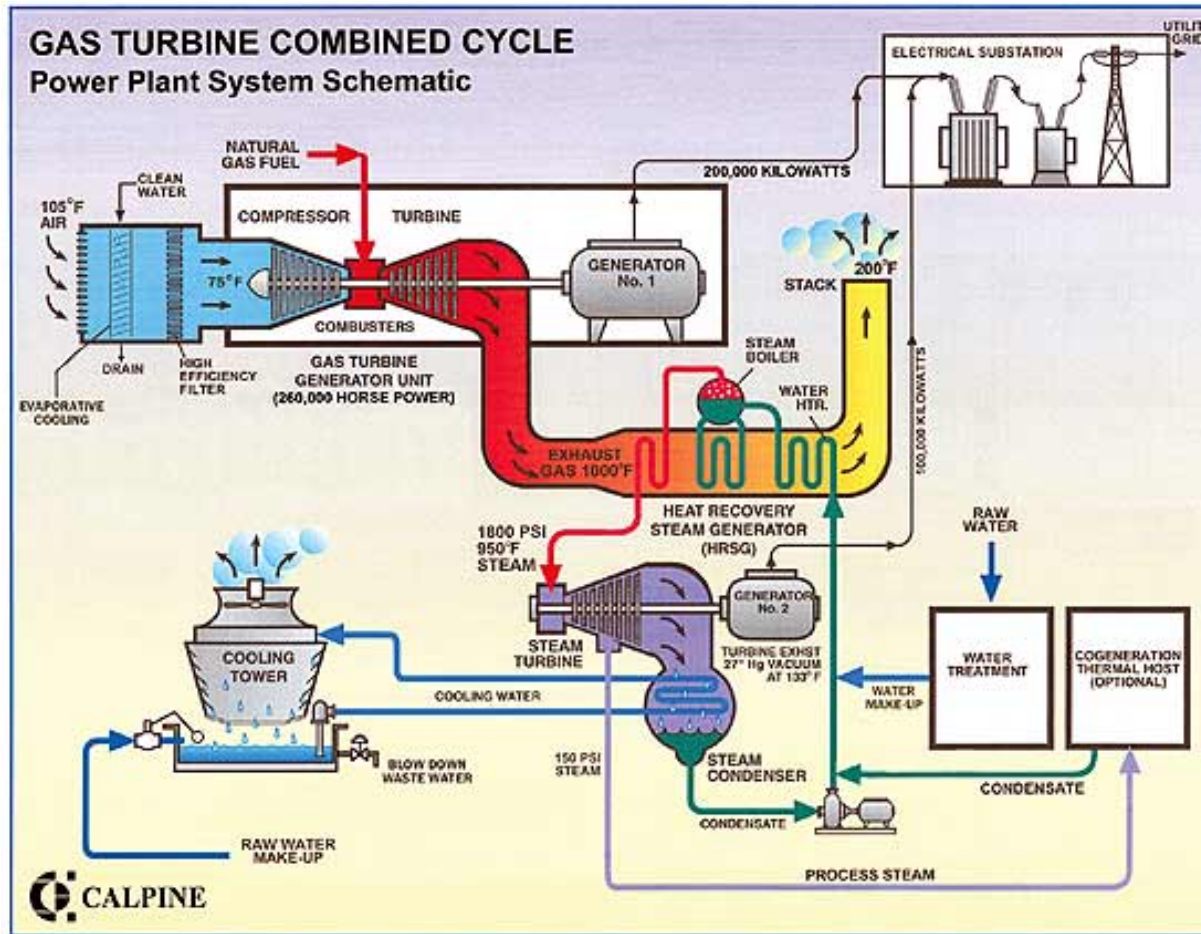 GAS TURBINE COMBINED CYCLE
Power Plant System Schematic
UTILITY
GRID
ELECTRICAL SUBSTATION
NATURAL
GAS FUEL
200,000 KILOWATTS
CLEAN
WATER
105°F
AIR
COMPRESSOR
TURBINE
75°F
GENERATOR
No. 1
200°F
STACK
COMBUSTERS
DRAIN
HIGH
EFFICIENCY
FILTER
EVAPORATIVE
COOLING
GAS TURBINE
GENERATOR UNIT
(260,000 HORSE POWER)
STEAM
BOILER
WATER
HTR.
100,000 KILOWATTS
EXHAUST
GAS 1000°F
HEAT RECOVERY
STEAM GENERATOR
(HRSG)
1800 PSI
950°F
STEAM
RAW
WATER
GENERATOR
No. 2
STEAM
TURBINE
TURBINE EXHST
27" Hg VACUUM
AT 133°F
WATER
TREATMENT
COGENERATION
THERMAL HOST
(OPTIONAL)
COOLING
TOWER
COOLING WATER
WATER
MAKE-UP
150 PSI
STEAM
STEAM
CONDENSER
BLOW DOWN
WASTE WATER
CONDENSATE
CONDENSATE
RAW WATER
MAKE-UP
PROCESS STEAM
CALPINE